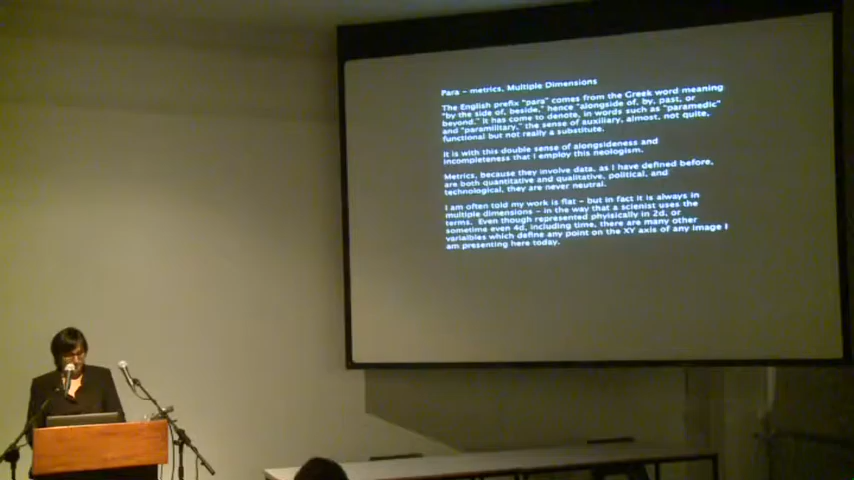 Para - metrics, Multiple Dimensions
The English prefix "para" comes from the Greek word meaning
"by the side of, beside," hence "alongside of, by, past, or
beyond." It has come to denote, in words such as "paramedic"
and "paramilitary," the sense of auxiliary, almost, not quite,
functional but not really a substitute.
It is with this double sense of alongsideness and
incompleteness that I employ this neologism.
Metrics, because they involve data, as I have defined before,
are both quantitative and qualitative, political, and
technological, they are never neutral.
I am often told my work is flat - but in fact it is always in
multiple dimensions - in the way that a scienist uses the
terms. Even though represented phyisically in 2d, or
sometime even 4d, including time, there are many other
varialbles which define any point on the XY axis of any image I
am presenting here today.